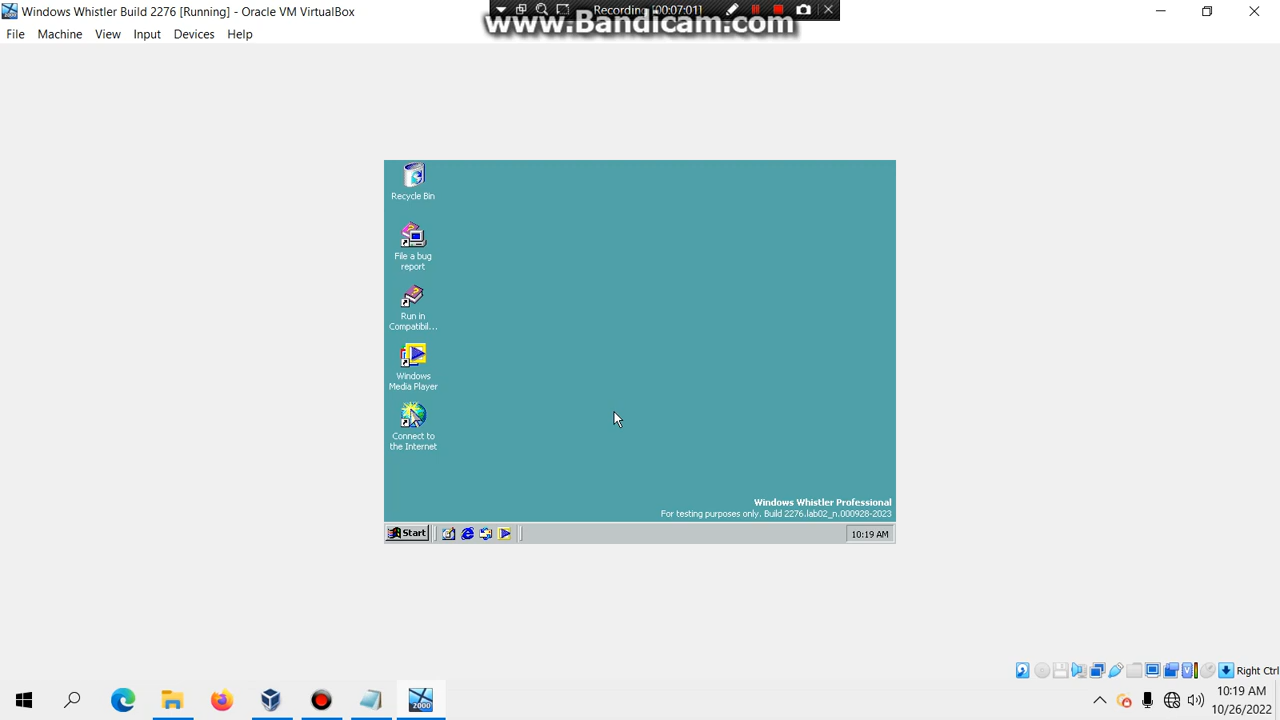 Windows Whistler Build 2276 [Running] - Oracle VM VirtualBox
Recording [00:07:01]
www.Bandicam.com
File Machine View Input Devices Help
Recycle Bin
File a bug
report
Run in
Compatibil...
Windows
Media Player
Connect to
the Internet
Windows Whistler Professional
For testing purposes only. Build 2276.lab02_n.000928-2023
Start
10:19 AM
Right Ctrl
2000
10:19 AM
10/26/2022